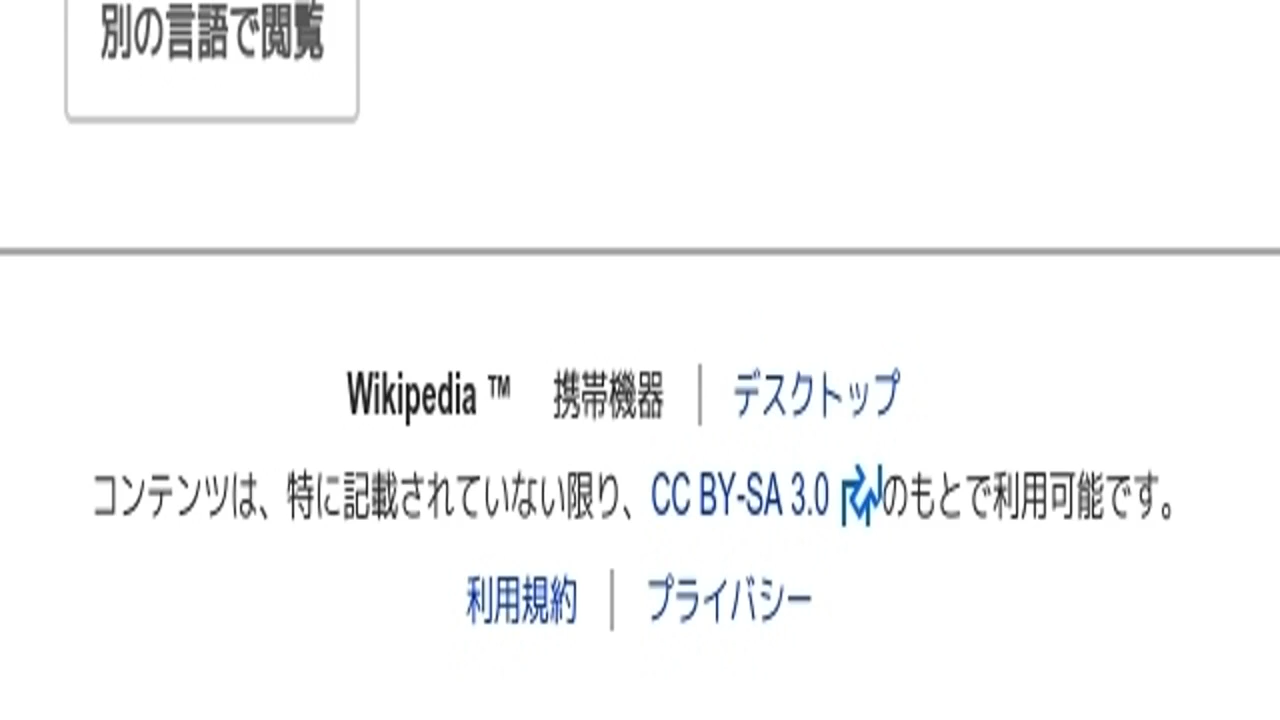 別の言語で閲覧
Wikipedia ™ 携帯機器 | デスクトップ
コンテンツは、特に記載されていない限り、CC BY-SA 3.0 のもとで利用可能です。
利用規約 | プライバシー